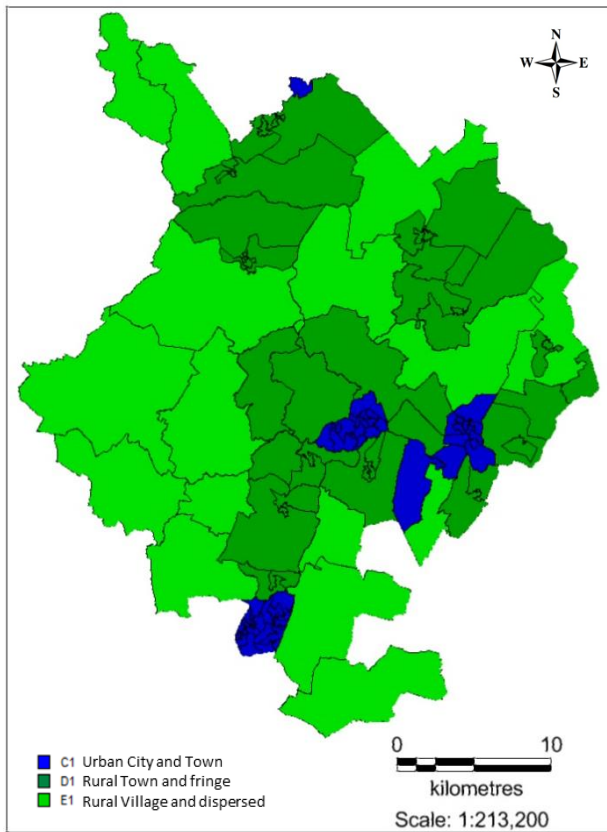 N
W E
S
C1 Urban City and Town
D1 Rural Town and fringe
E1 Rural Village and dispersed
0 10
kilometres
Scale: 1:213,200